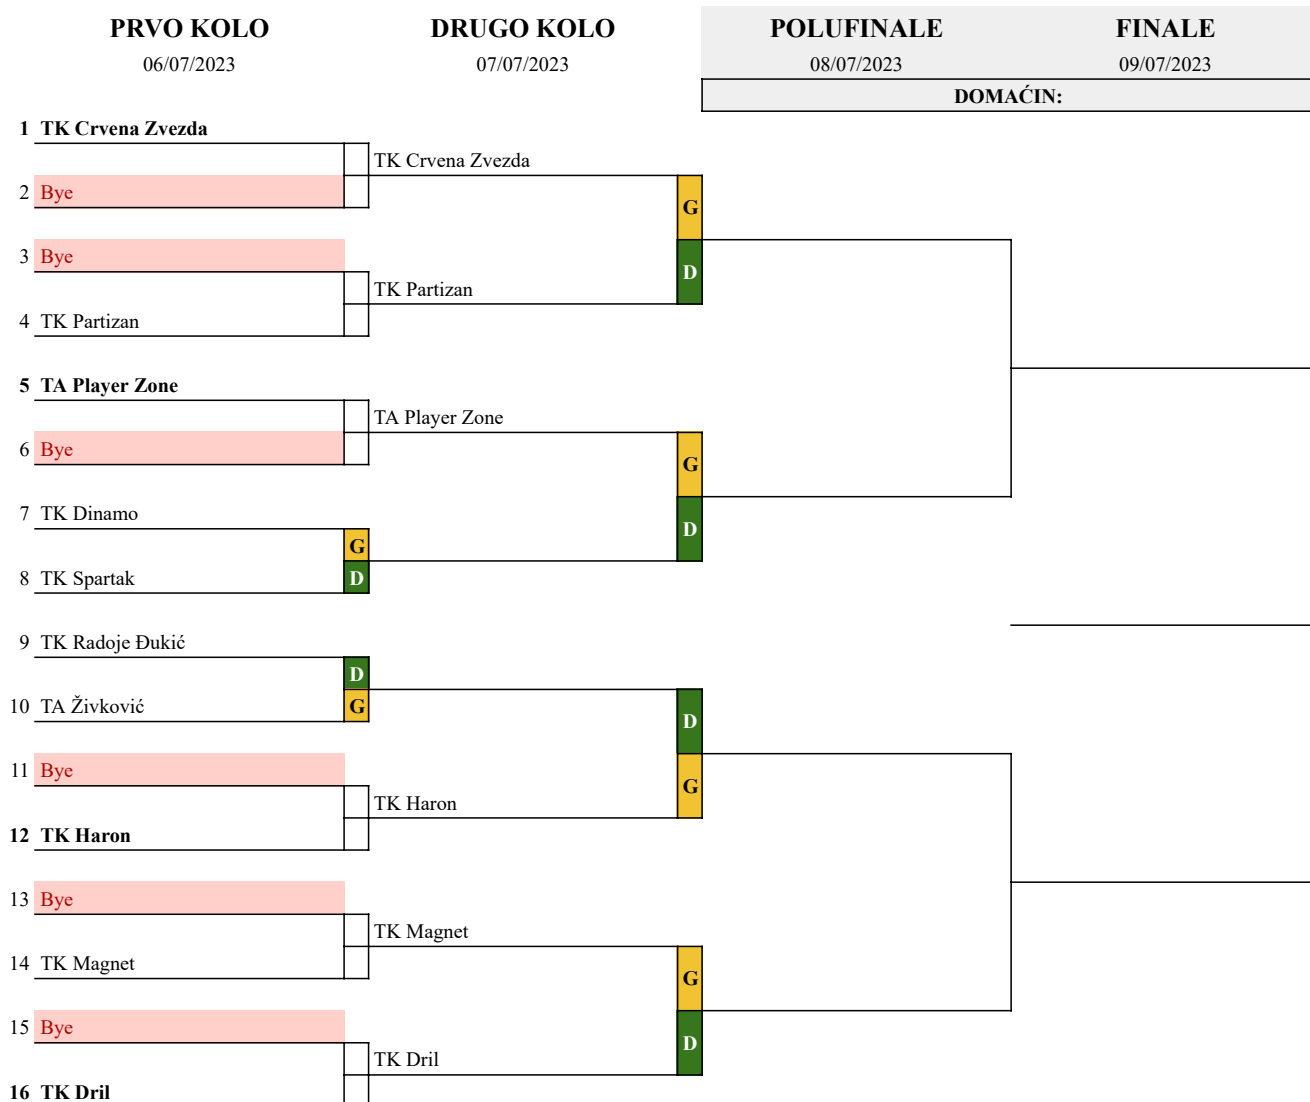 PRVO KOLO DRUGO KOLO POLUFINALE FINALE
06/07/2023 07/07/2023 08/07/2023 09/07/2023
DOMAĆIN:
1 TK Crvena Zvezda
TK Crvena Zvezda
2 Bye
G
3 Bye
D
TK Partizan
4 TK Partizan
5 TA Player Zone
TA Player Zone
6 Bye
G
7 TK Dinamo
D
G
8 TK Spartak
D
9 TK Radoje Đukić
D
10 TA Živković
G
D
11 Bye
G
TK Haron
12 TK Haron
13 Bye
TK Magnet
14 TK Magnet
G
15 Bye
D
TK Dril
16 TK Dril